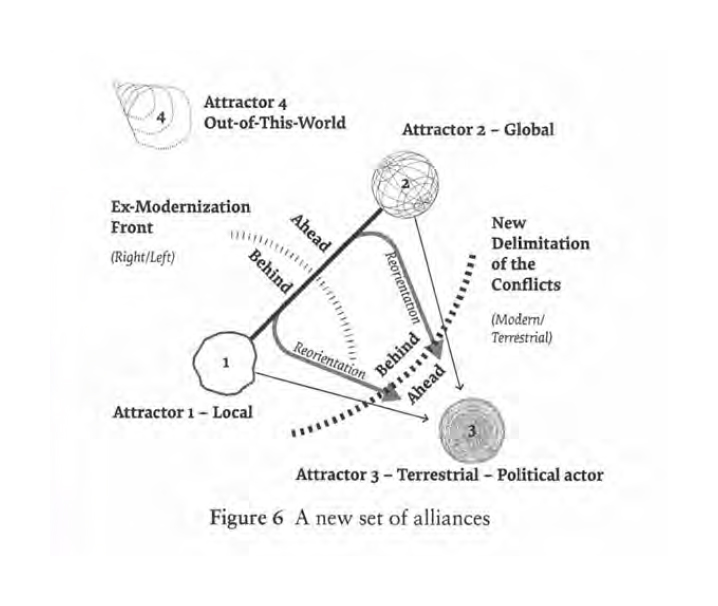 4
Attractor 4
Out-of-This-World
Attractor 2 – Global
2
Ex-Modernization
Front
(Right/Left)
Ahead
Behind
New
Delimitation
of the
Conflicts
(Modern/
Terrestrial)
Reorientation
1
Reorientation
Behind
Ahead
Attractor 1 – Local
3
Attractor 3 – Terrestrial – Political actor
Figure 6 A new set of alliances